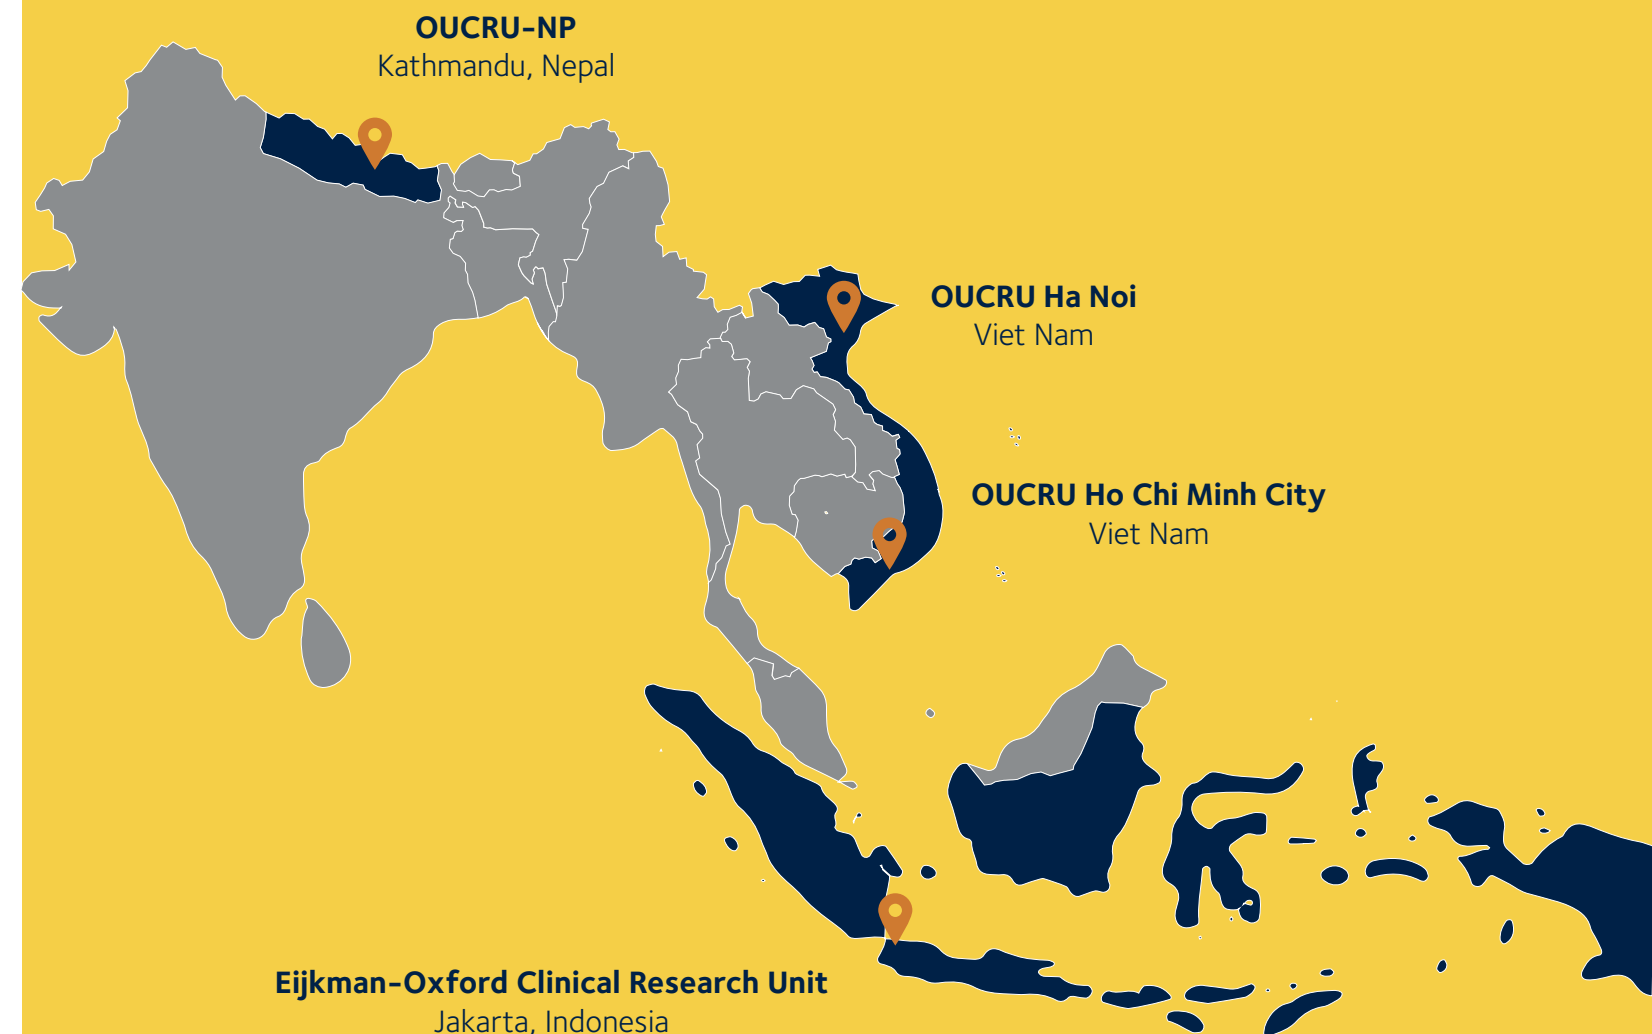 OUCRU-NP
Kathmandu, Nepal
OUCRU Ha Noi
Viet Nam
OUCRU Ho Chi Minh City
Viet Nam
Eijkman-Oxford Clinical Research Unit
Jakarta, Indonesia